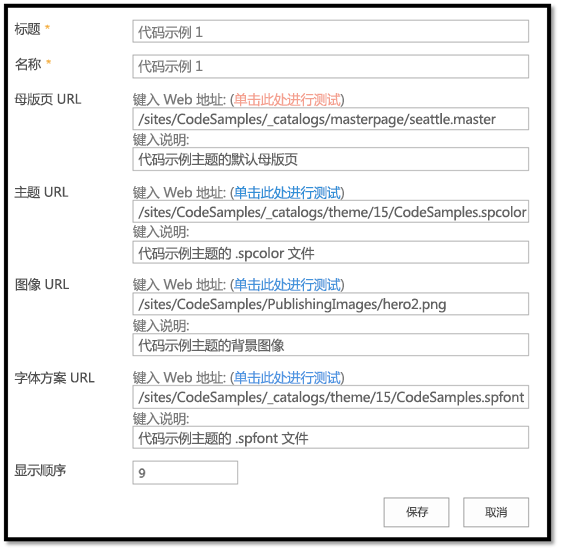 标题 *
代码示例 1
名称 *
代码示例 1
母版页 URL
键入 Web 地址: (单击此处进行测试)
/sites/CodeSamples/_catalogs/masterpage/seattle.master
键入说明:
代码示例主题的默认母版页
主题 URL
键入 Web 地址: (单击此处进行测试)
/sites/CodeSamples/_catalogs/theme/15/CodeSamples.spcolor
键入说明:
代码示例主题的 .spcolor 文件
图像 URL
键入 Web 地址: (单击此处进行测试)
/sites/CodeSamples/PublishingImages/hero2.png
键入说明:
代码示例主题的背景图像
字体方案 URL
键入 Web 地址: (单击此处进行测试)
/sites/CodeSamples/_catalogs/theme/15/CodeSamples.spfont
键入说明:
代码示例主题的 .spfont 文件
显示顺序
9
保存
取消